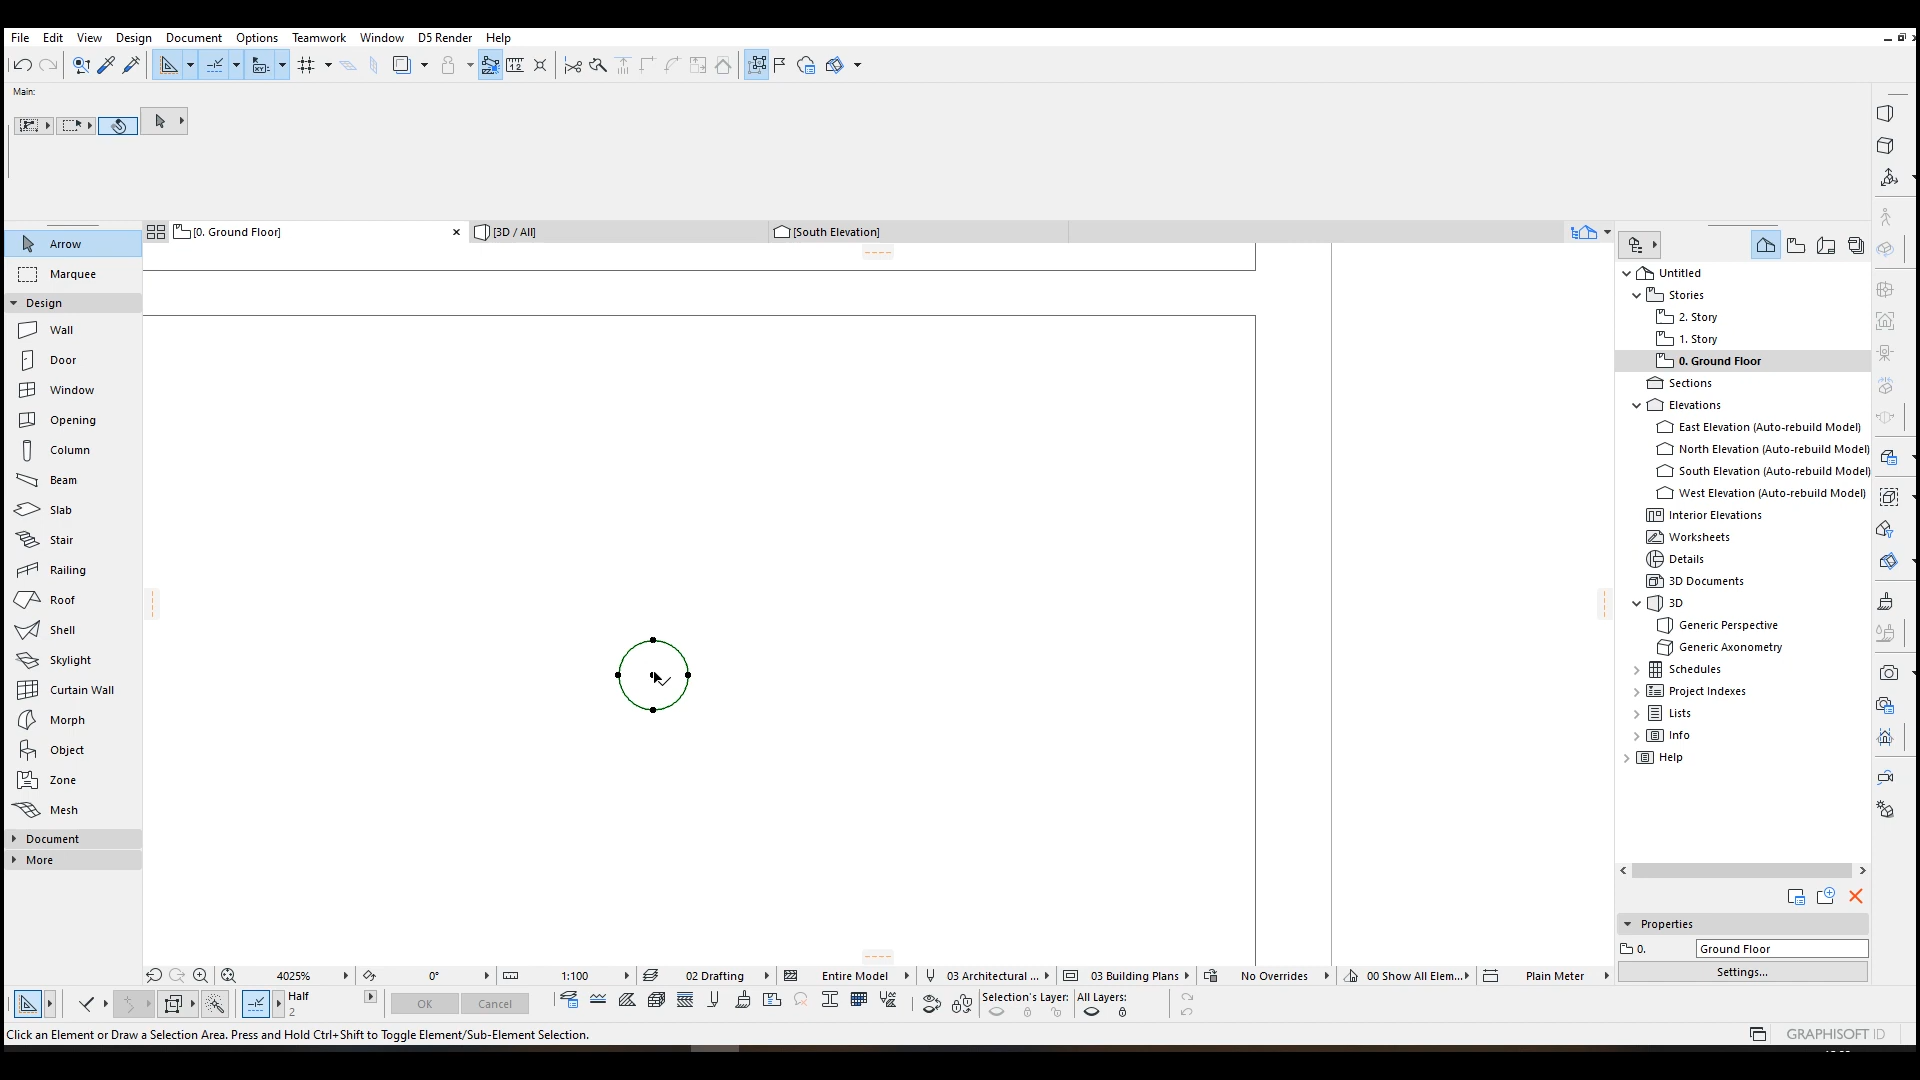 File Edit View Design Document Options Teamwork Window D5 Render Help
Main:
[0. Ground Floor]
[3D / All]
[South Elevation]
Arrow
Marquee
Design
Wall
Door
Window
Opening
Column
Beam
Slab
Stair
Railing
Roof
Shell
Skylight
Curtain Wall
Morph
Object
Zone
Mesh
Document
More
Untitled
Stories
2. Story
1. Story
0. Ground Floor
Sections
Elevations
East Elevation (Auto-rebuild Model)
North Elevation (Auto-rebuild Model)
South Elevation (Auto-rebuild Model)
West Elevation (Auto-rebuild Model)
Interior Elevations
Worksheets
Details
3D Documents
3D
Generic Perspective
Generic Axonometry
Schedules
Project Indexes
Lists
Info
Help
Properties
0. Ground Floor
Settings...
4025% 0° 1:100 02 Drafting Entire Model 03 Architectural ... 03 Building Plans No Overrides 00 Show All Elem... Plain Meter
Half
2
OK Cancel
Selection's Layer: All Layers:
Click an Element or Draw a Selection Area. Press and Hold Ctrl+Shift to Toggle Element/Sub-Element Selection.
GRAPHISOFT ID